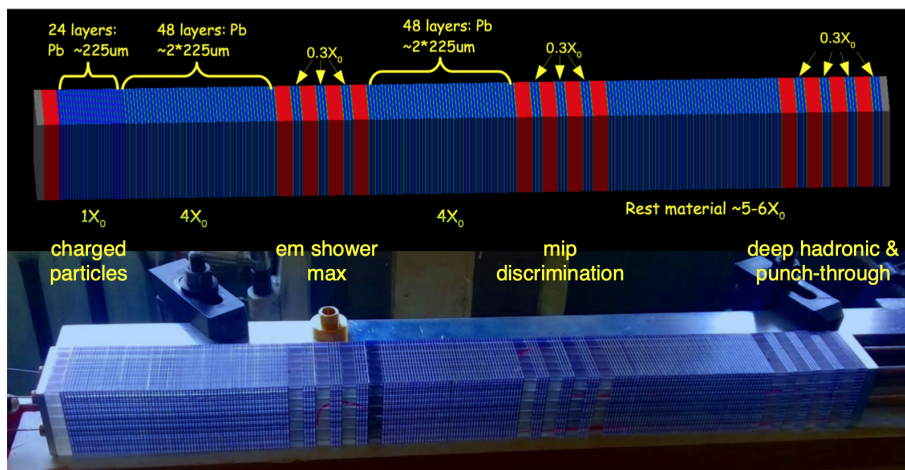 24 layers:
Pb ~225um
48 layers: Pb
~2*225um
0.3X₀
48 layers: Pb
~2*225um
0.3X₀
0.3X₀
1X₀
4X₀
4X₀
Rest material ~5-6X₀
charged
particles
em shower
max
mip
discrimination
deep hadronic &
punch-through